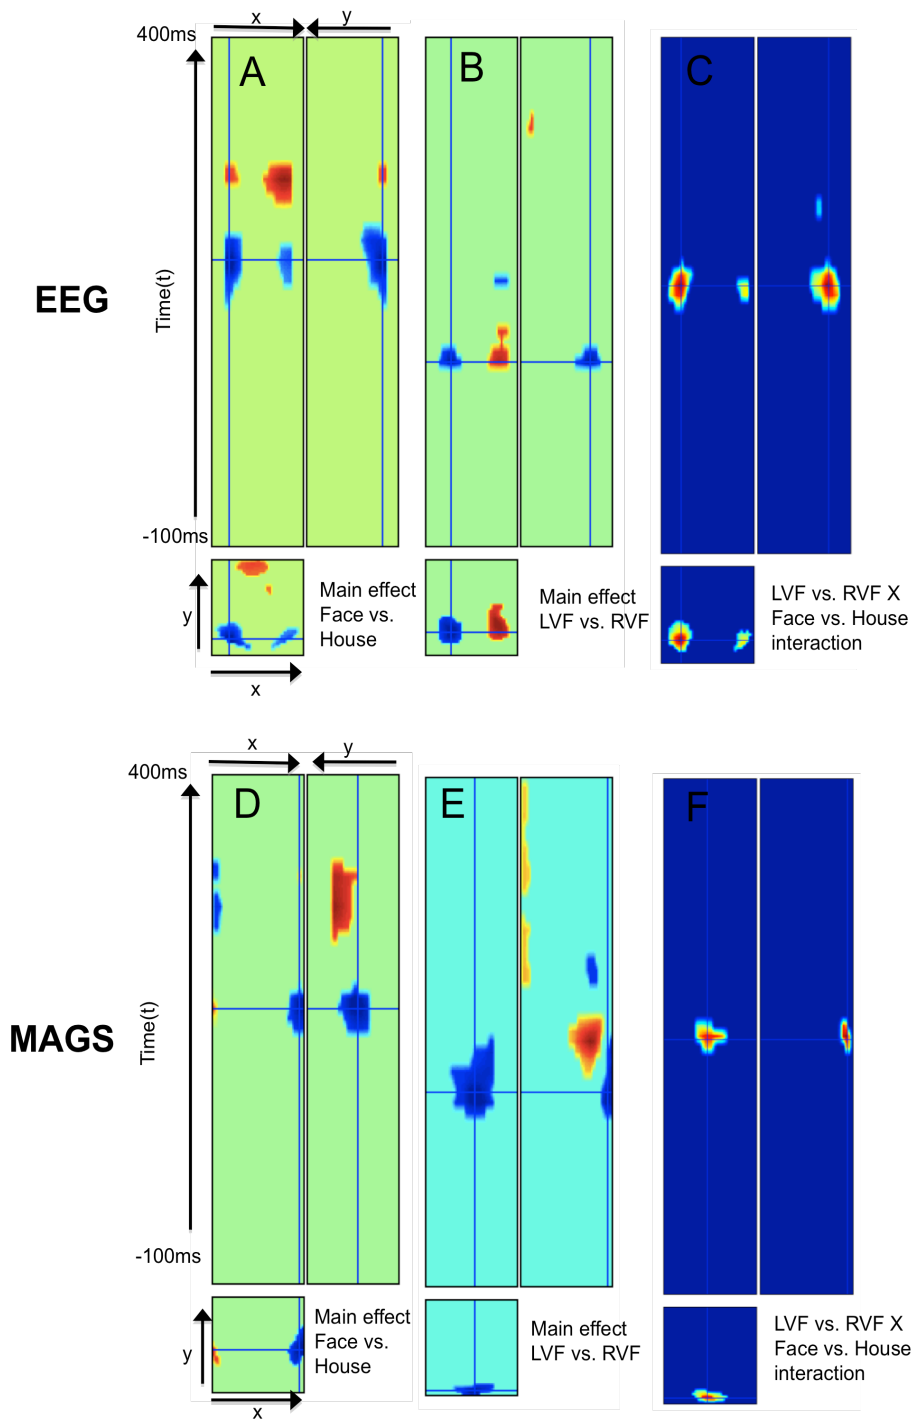 x
y
400ms
A
B
C
Time(t)
EEG
-100ms
y
x
Main effect
Face vs.
House
Main effect
LVF vs. RVF
LVF vs. RVF X
Face vs. House
interaction
x
y
400ms
D
E
F
Time(t)
MAGS
-100ms
y
x
Main effect
Face vs.
House
Main effect
LVF vs. RVF
LVF vs. RVF X
Face vs. House
interaction